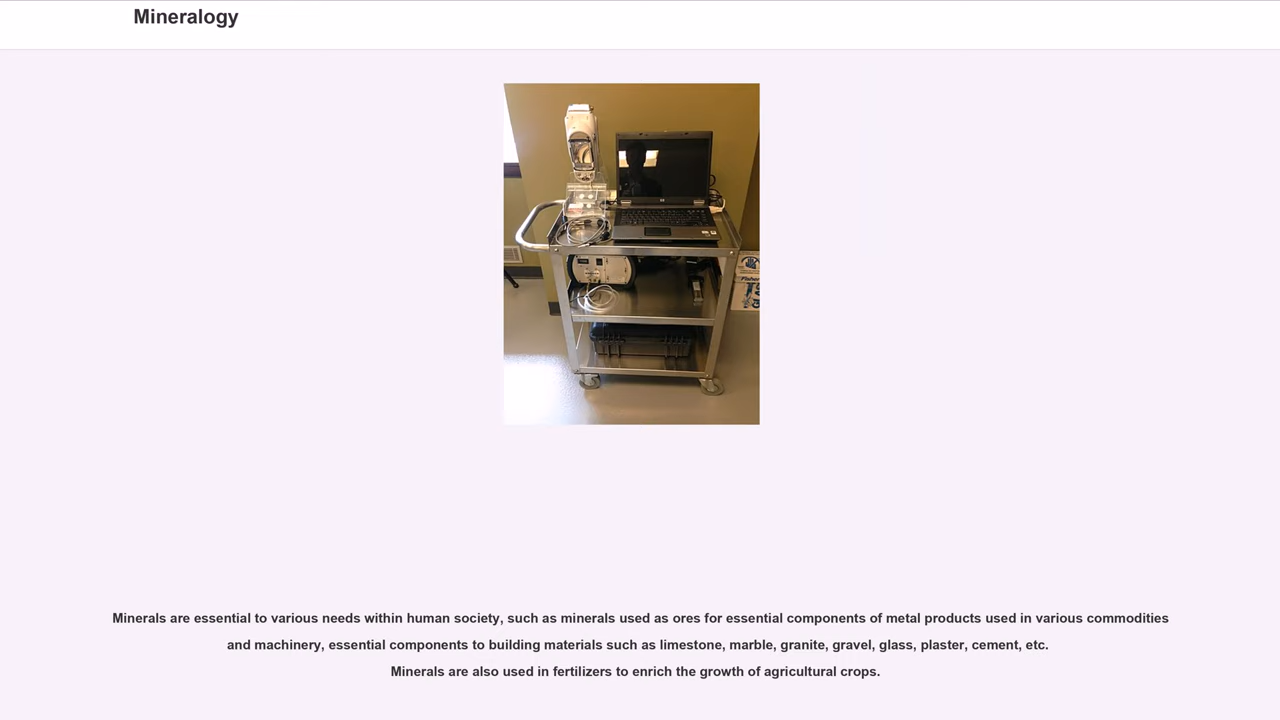 Mineralogy
Minerals are essential to various needs within human society, such as minerals used as ores for essential components of metal products used in various commodities
and machinery, essential components to building materials such as limestone, marble, granite, gravel, glass, plaster, cement, etc.
Minerals are also used in fertilizers to enrich the growth of agricultural crops.